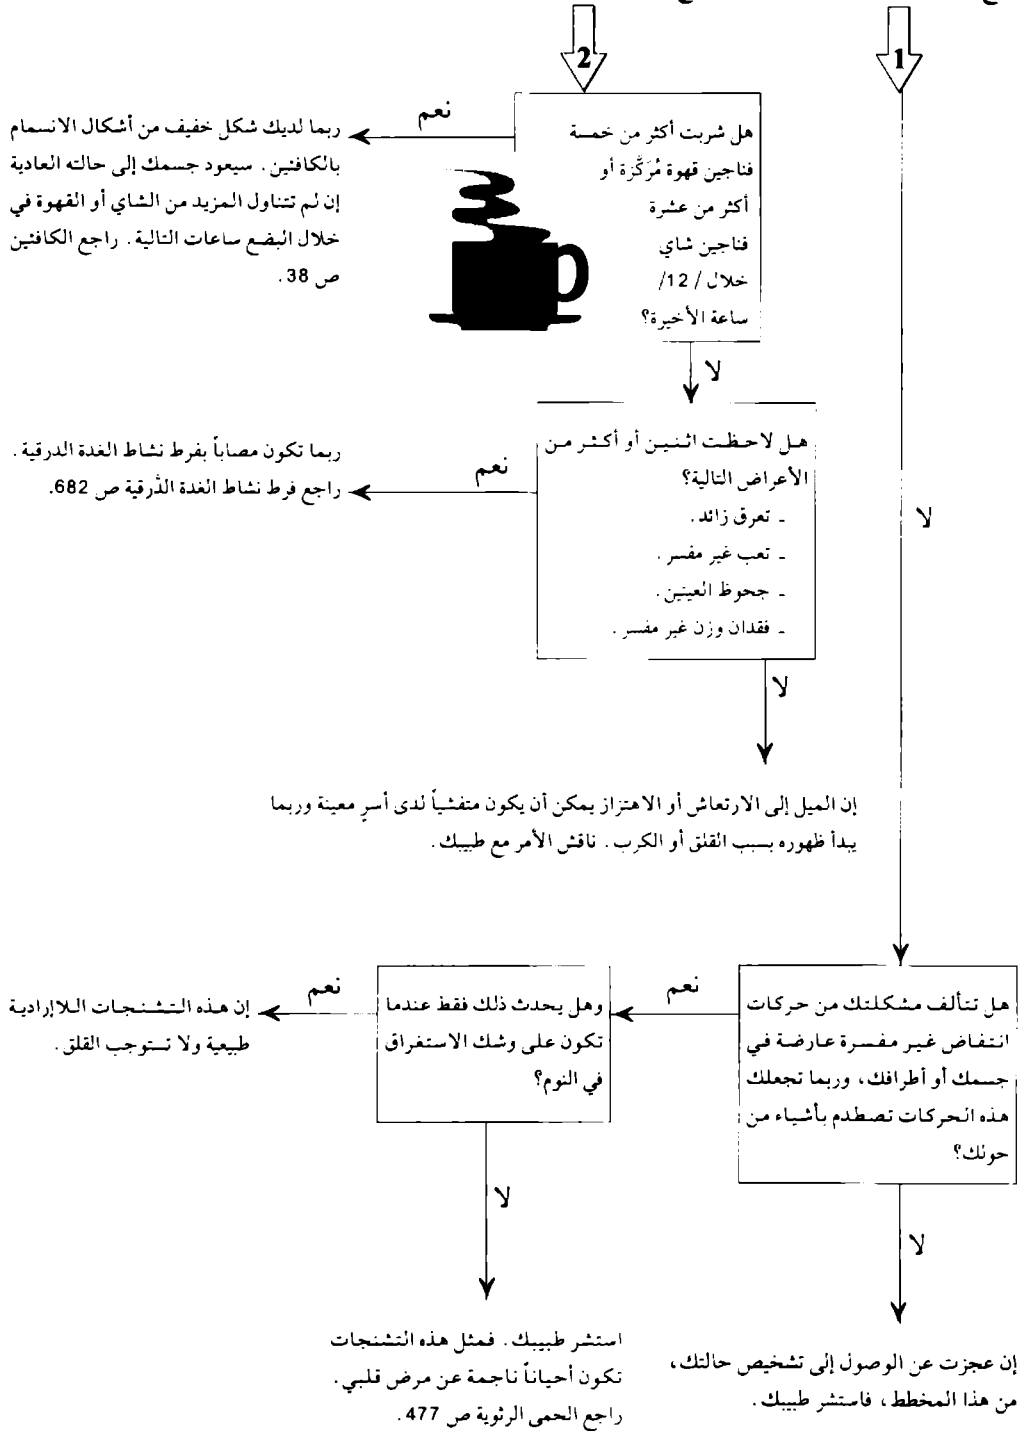 1
2
هل شربت أكثر من خمسة
فناجين قهوة مُرَكَّزة أو
أكثر من عشرة
فناجين شاي
خلال / 12/
ساعة الأخيرة؟
نعم
ربما لديك شكل خفيف من أشكال الانسمام
بالكافئين. سيعود جسمك إلى حالته العادية
إن لم تتناول المزيد من الشاي أو القهوة في
خلال البضع ساعات التالية. راجع الكافئين
ص 38.
لا
هل لاحظت اثنين أو أكثر من
الأعراض التالية؟
ـ تعرق زائد.
ـ تعب غير مفسر.
ـ جحوظ العينين.
ـ فقدان وزن غير مفسر.
نعم
ربما تكون مصاباً بفرط نشاط الغدة الدرقية.
راجع فرط نشاط الغدة الدرقية ص 682.
لا
لا
إن الميل إلى الارتعاش أو الاهتزاز يمكن أن يكون متفشياً لدى أسرٍ معينة وربما
يبدأ ظهوره بسبب القلق أو الكرب. ناقش الأمر مع طبيبك.
هل تتألف مشكلتك من حركات
انتفاض غير مفسرة عارضة في
جسمك أو أطرافك، وربما تجعلك
هذه الحركات تصطدم بأشياء من
حولك؟
نعم
وهل يحدث ذلك فقط عندما
تكون على وشك الاستغراق
في النوم؟
نعم
إن هذه التشنجات اللاإرادية
طبيعية ولا تستوجب القلق.
لا
لا
إن عجزت عن الوصول إلى تشخيص حالتك،
من هذا المخطط، فاستشر طبيبك.
استشر طبيبك. فمثل هذه التشنجات
تكون أحياناً ناجمة عن مرض قلبي.
راجع الحمى الرثوية ص 477.